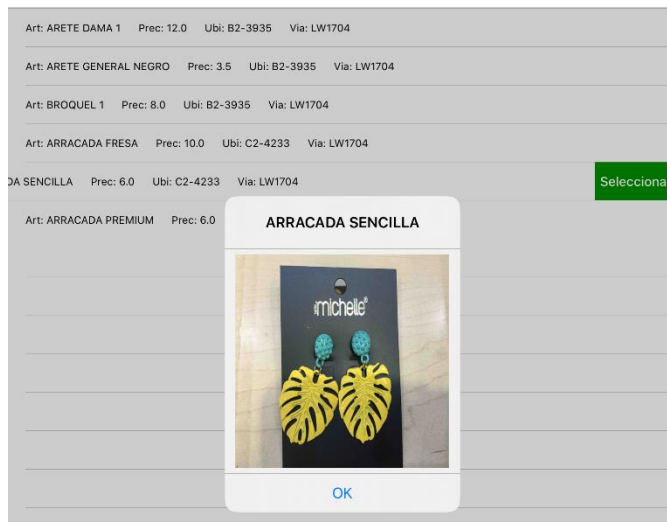 Art: ARETE DAMA 1 Prec: 12.0 Ubi: B2-3935 Via: LW1704
Art: ARETE GENERAL NEGRO Prec: 3.5 Ubi: B2-3935 Via: LW1704
Art: BROQUEL 1 Prec: 8.0 Ubi: B2-3935 Via: LW1704
Art: ARRACADA FRESA Prec: 10.0 Ubi: C2-4233 Via: LW1704
DA SENCILLA Prec: 6.0 Ubi: C2-4233 Via: LW1704 Selecciona
Art: ARRACADA PREMIUM Prec: 6.0
ARRACADA SENCILLA
michelle
OK